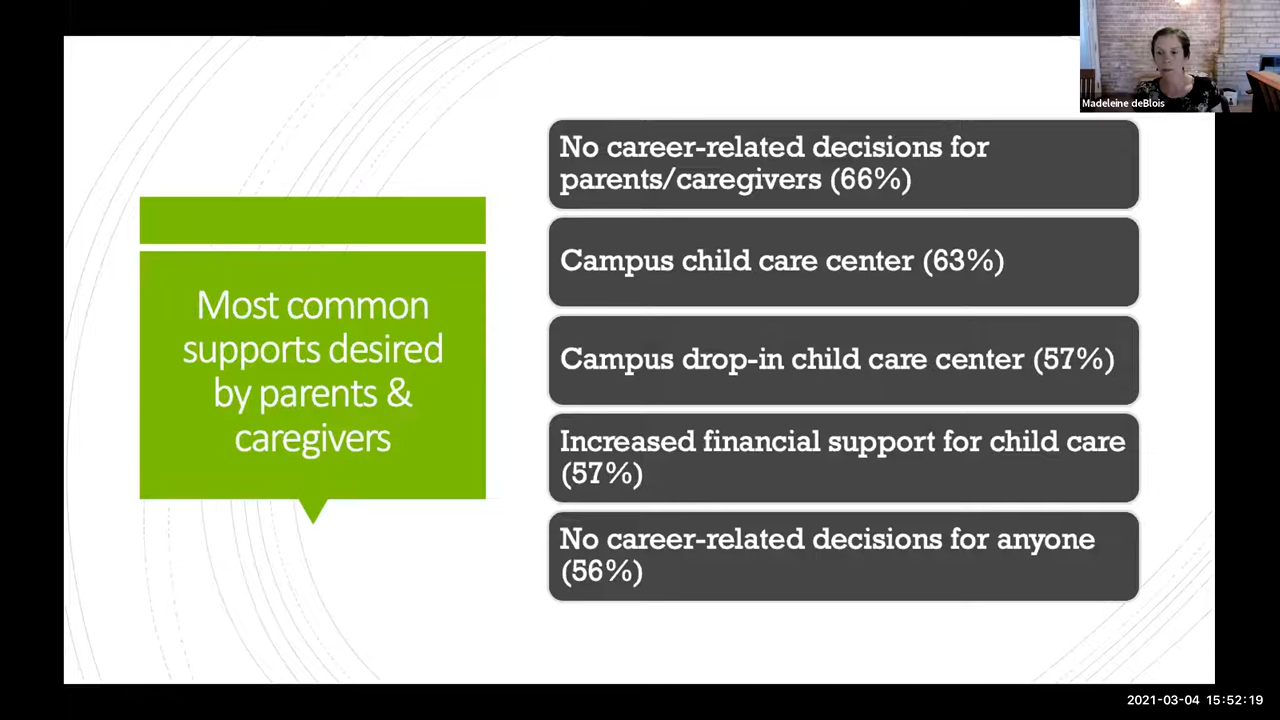 Madeleine deBlois
Most common
supports desired
by parents &
caregivers
No career-related decisions for
parents/caregivers (66%)
Campus child care center (63%)
Campus drop-in child care center (57%)
Increased financial support for child care
(57%)
No career-related decisions for anyone
(56%)
2021-03-04 15:52:19